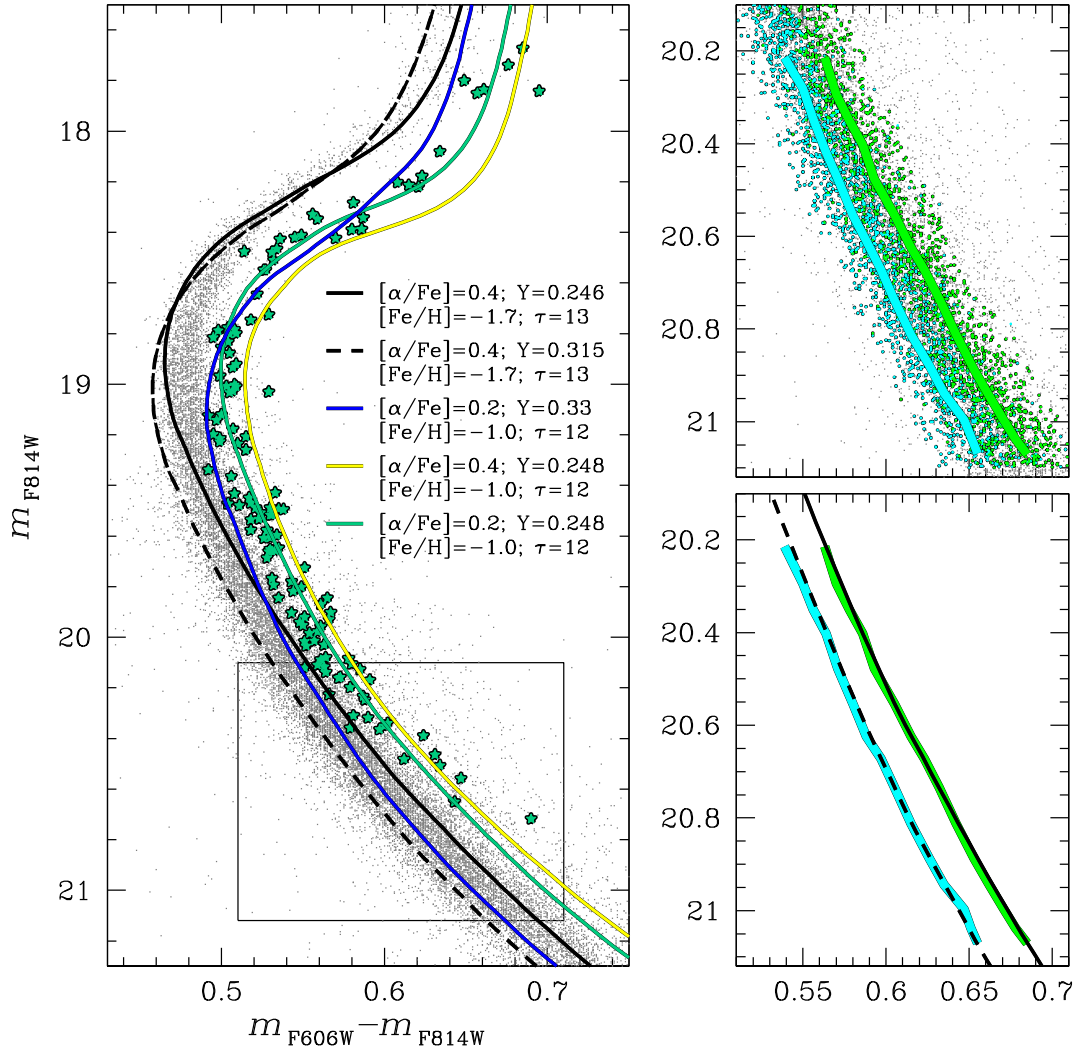 18
19
20
21
m F814W
0.5
0.6
0.7
m F606W − m F814W
[α/Fe]=0.4; Y=0.246
[Fe/H]=−1.7; τ=13
[α/Fe]=0.4; Y=0.315
[Fe/H]=−1.7; τ=13
[α/Fe]=0.2; Y=0.33
[Fe/H]=−1.0; τ=12
[α/Fe]=0.4; Y=0.248
[Fe/H]=−1.0; τ=12
[α/Fe]=0.2; Y=0.248
[Fe/H]=−1.0; τ=12
20.2
20.4
20.6
20.8
21
20.2
20.4
20.6
20.8
21
0.55
0.6
0.65
0.7